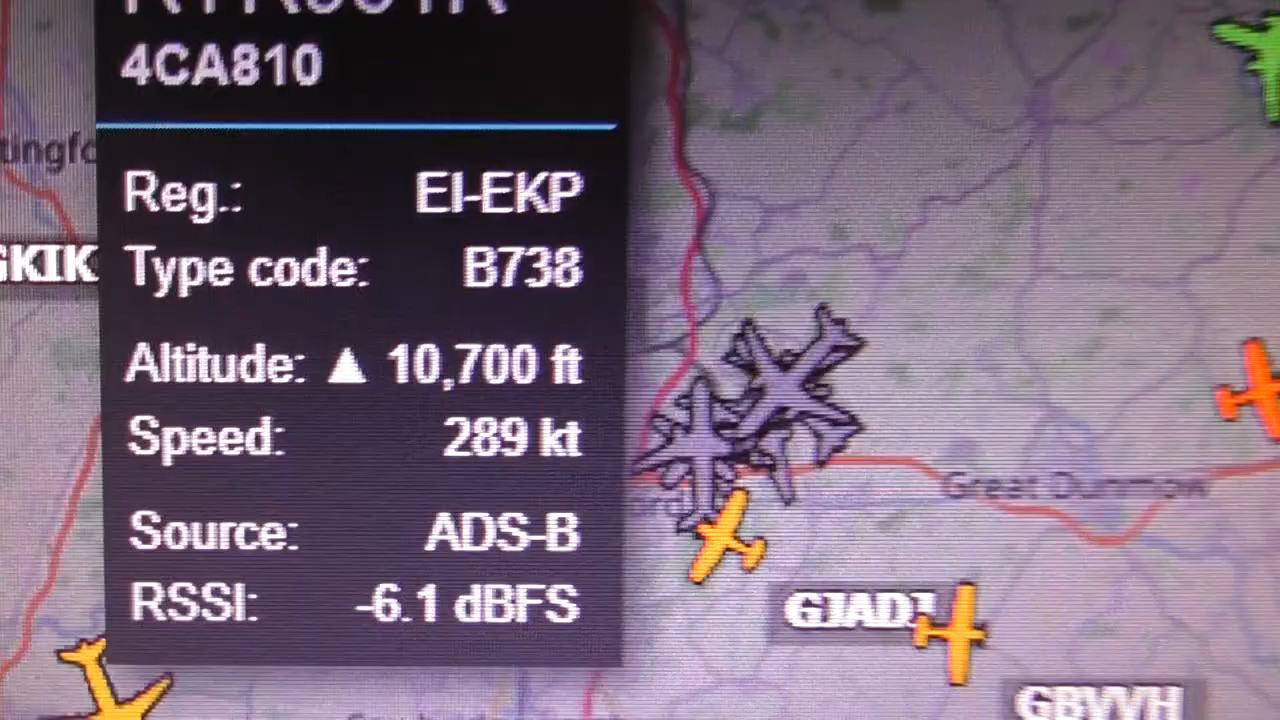 4CA810
Reg.: EI-EKP
Type code: B738
Altitude: ▲ 10,700 ft
Speed: 289 kt
Source: ADS-B
RSSI: -6.1 dBFS
Great Dunmow
GJADJ
GBVVH